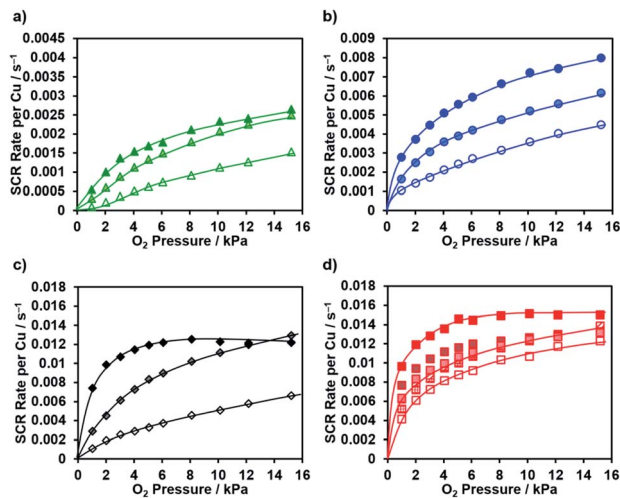 a)
SCR Rate per Cu / s⁻¹
0.0045
0.004
0.0035
0.003
0.0025
0.002
0.0015
0.001
0.0005
0
0 2 4 6 8 10 12 14 16
O₂ Pressure / kPa
b)
SCR Rate per Cu / s⁻¹
0.009
0.008
0.007
0.006
0.005
0.004
0.003
0.002
0.001
0
0 2 4 6 8 10 12 14 16
O₂ Pressure / kPa
c)
SCR Rate per Cu / s⁻¹
0.018
0.016
0.014
0.012
0.01
0.008
0.006
0.004
0.002
0
0 2 4 6 8 10 12 14 16
O₂ Pressure / kPa
d)
SCR Rate per Cu / s⁻¹
0.018
0.016
0.014
0.012
0.01
0.008
0.006
0.004
0.002
0
0 2 4 6 8 10 12 14 16
O₂ Pressure / kPa